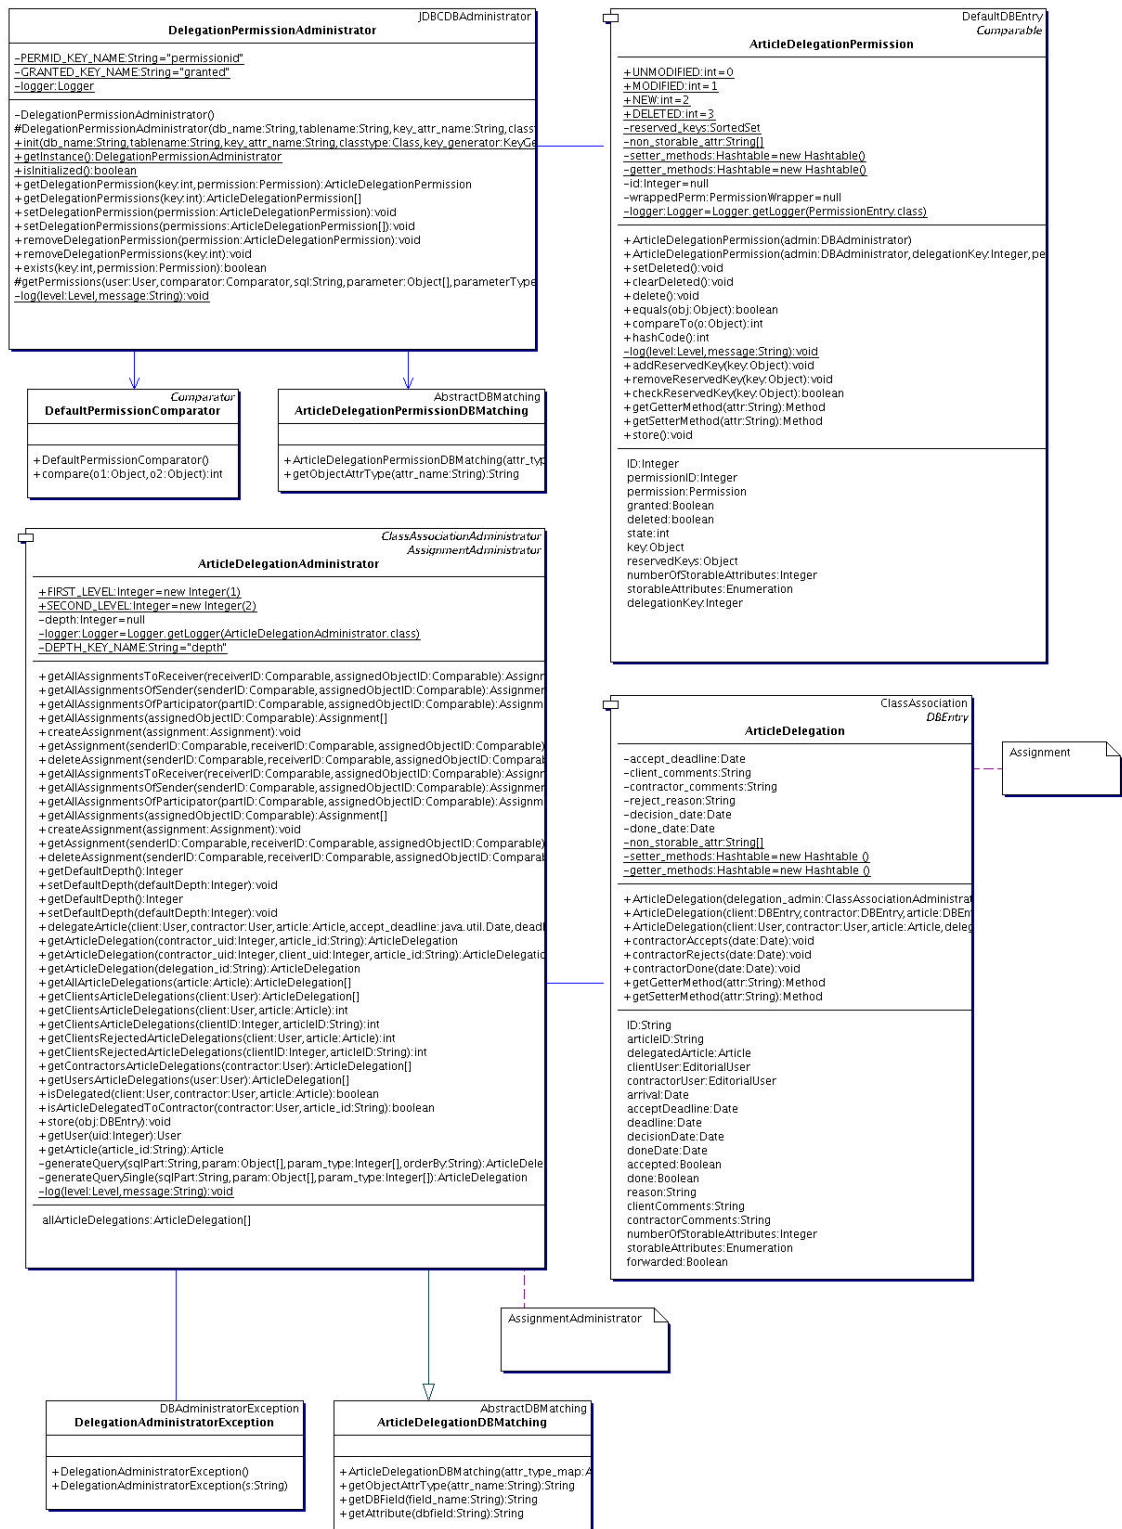 JDBCDBAdministrator
DelegationPermissionAdministrator
-PERMID_KEY_NAME:String="permissionid"
-GRANTED_KEY_NAME:String="granted"
-logger:Logger
-DelegationPermissionAdministrator()
#DelegationPermissionAdministrator(db_name:String,tablename:String,key_attr_name:String,classt
+init(db_name:String,tablename:String,key_attr_name:String,classtype:Class,key_generator:KeyGe
+getInstance():DelegationPermissionAdministrator
+isInitialized():boolean
+getDelegationPermission(key:int,permission:Permission):ArticleDelegationPermission
+getDelegationPermissions(key:int):ArticleDelegationPermission[]
+setDelegationPermission(permission:ArticleDelegationPermission):void
+setDelegationPermissions(permissions:ArticleDelegationPermission[]):void
+removeDelegationPermission(permission:ArticleDelegationPermission):void
+removeDelegationPermissions(key:int):void
+exists(key:int,permission:Permission):boolean
#getPermissions(user:User,comparator:Comparator,sql:String,parameter:Object[],parameterType
-log(level:Level,message:String):void
DefaultDBEntry
Comparable
ArticleDelegationPermission
+UNMODIFIED:int=0
+MODIFIED:int=1
+NEW:int=2
+DELETED:int=3
-reserved_keys:SortedSet
-non_storable_attr:String[]
-setter_methods:Hashtable=new Hashtable()
-getter_methods:Hashtable=new Hashtable()
-id:Integer=null
-wrappedPerm:PermissionWrapper=null
-logger:Logger=Logger.getLogger(PermissionEntry.class)
+ArticleDelegationPermission(admin:DBAdministrator)
+ArticleDelegationPermission(admin:DBAdministrator,delegationKey:Integer,pe
+setDeleted():void
+clearDeleted():void
+delete():void
+equals(obj:Object):boolean
+compareTo(o:Object):int
+hashCode():int
-log(level:Level,message:String):void
+addReservedKey(key:Object):void
+removeReservedKey(key:Object):void
+checkReservedKey(key:Object):boolean
+getGetterMethod(attr:String):Method
+getSetterMethod(attr:String):Method
+store():void
ID:Integer
permissionID:Integer
permission:Permission
granted:Boolean
deleted:boolean
state:int
key:Object
reservedKeys:Object
numberOfStorableAttributes:Integer
storableAttributes:Enumeration
delegationKey:Integer
Comparator
DefaultPermissionComparator
+DefaultPermissionComparator()
+compare(o1:Object,o2:Object):int
AbstractDBMatching
ArticleDelegationPermissionDBMatching
+ArticleDelegationPermissionDBMatching(attr_typ
+getObjectAttrType(attr_name:String):String
ClassAssociationAdministrator
AssignmentAdministrator
ArticleDelegationAdministrator
+FIRST_LEVEL:Integer=new Integer(1)
+SECOND_LEVEL:Integer=new Integer(2)
-depth:Integer=null
-logger:Logger=Logger.getLogger(ArticleDelegationAdministrator.class)
-DEPTH_KEY_NAME:String="depth"
+getAllAssignmentsToReceiver(receiverID:Comparable,assignedObjectID:Comparable):Assignm
+getAllAssignmentsOfSender(senderID:Comparable,assignedObjectID:Comparable):Assignmer
+getAllAssignmentsOfParticipator(partID:Comparable,assignedObjectID:Comparable):Assignm
+getAllAssignments(assignedObjectID:Comparable):Assignment[]
+createAssignment(assignment:Assignment):void
+getAssignment(senderID:Comparable,receiverID:Comparable,assignedObjectID:Comparable)
+deleteAssignment(senderID:Comparable,receiverID:Comparable,assignedObjectID:Comparal
+getAllAssignmentsToReceiver(receiverID:Comparable,assignedObjectID:Comparable):Assignm
+getAllAssignmentsOfSender(senderID:Comparable,assignedObjectID:Comparable):Assignmer
+getAllAssignmentsOfParticipator(partID:Comparable,assignedObjectID:Comparable):Assignm
+getAllAssignments(assignedObjectID:Comparable):Assignment[]
+createAssignment(assignment:Assignment):void
+getAssignment(senderID:Comparable,receiverID:Comparable,assignedObjectID:Comparable)
+deleteAssignment(senderID:Comparable,receiverID:Comparable,assignedObjectID:Comparal
+getDefaultDepth():Integer
+setDefaultDepth(defaultDepth:Integer):void
+getDefaultDepth():Integer
+setDefaultDepth(defaultDepth:Integer):void
+delegateArticle(client:User,contractor:User,article:Article,accept_deadline:java.util.Date,deadl
+getArticleDelegation(contractor_uid:Integer,article_id:String):ArticleDelegation
+getArticleDelegation(contractor_uid:Integer,client_uid:Integer,article_id:String):ArticleDelegatio
+getArticleDelegation(delegation_id:String):ArticleDelegation
+getAllArticleDelegations(article:Article):ArticleDelegation[]
+getClientsArticleDelegations(client:User):ArticleDelegation[]
+getClientsArticleDelegations(client:User,article:Article):int
+getClientsArticleDelegations(clientID:Integer,articleID:String):int
+getClientsRejectedArticleDelegations(client:User,article:Article):int
+getClientsRejectedArticleDelegations(clientID:Integer,articleID:String):int
+getContractorsArticleDelegations(contractor:User):ArticleDelegation[]
+getUsersArticleDelegations(user:User):ArticleDelegation[]
+isDelegated(client:User,contractor:User,article:Article):boolean
+isArticleDelegatedToContractor(contractor:User,article_id:String):boolean
+store(obj:DBEntry):void
+getUser(uid:Integer):User
+getArticle(article_id:String):Article
-generateQuery(sqlPart:String,param:Object[],param_type:Integer[],orderBy:String):ArticleDele
-generateQuerySingle(sqlPart:String,param:Object[],param_type:Integer[]):ArticleDelegation
-log(level:Level,message:String):void
allArticleDelegations:ArticleDelegation[]
ClassAssociation
DBEntry
ArticleDelegation
-accept_deadline:Date
-client_comments:String
-contractor_comments:String
-reject_reason:String
-decision_date:Date
-done_date:Date
-non_storable_attr:String[]
-setter_methods:Hashtable=new Hashtable ()
-getter_methods:Hashtable=new Hashtable ()
+ArticleDelegation(delegation_admin:ClassAssociationAdministrat
+ArticleDelegation(client:DBEntry,contractor:DBEntry,article:DBEn
+ArticleDelegation(client:User,contractor:User,article:Article,deleg
+contractorAccepts(date:Date):void
+contractorRejects(date:Date):void
+contractorDone(date:Date):void
+getGetterMethod(attr:String):Method
+getSetterMethod(attr:String):Method
ID:String
articleID:String
delegatedArticle:Article
clientUser:EditorialUser
contractorUser:EditorialUser
arrival:Date
acceptDeadline:Date
deadline:Date
decisionDate:Date
doneDate:Date
accepted:Boolean
done:Boolean
reason:String
clientComments:String
contractorComments:String
numberOfStorableAttributes:Integer
storableAttributes:Enumeration
forwarded:Boolean
Assignment
AssignmentAdministrator
DBAdministratorException
DelegationAdministratorException
+DelegationAdministratorException()
+DelegationAdministratorException(s:String)
AbstractDBMatching
ArticleDelegationDBMatching
+ArticleDelegationDBMatching(attr_type_map:A
+getObjectAttrType(attr_name:String):String
+getDBField(field_name:String):String
+getAttribute(dbfield:String):String